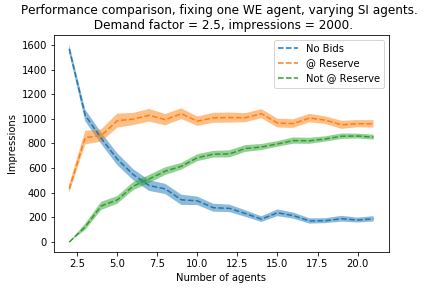 Performance comparison, fixing one WE agent, varying SI agents.
Demand factor = 2.5, impressions = 2000.
No Bids
@ Reserve
Not @ Reserve
Impressions
1600
1400
1200
1000
800
600
400
200
0
2.5 5.0 7.5 10.0 12.5 15.0 17.5 20.0
Number of agents